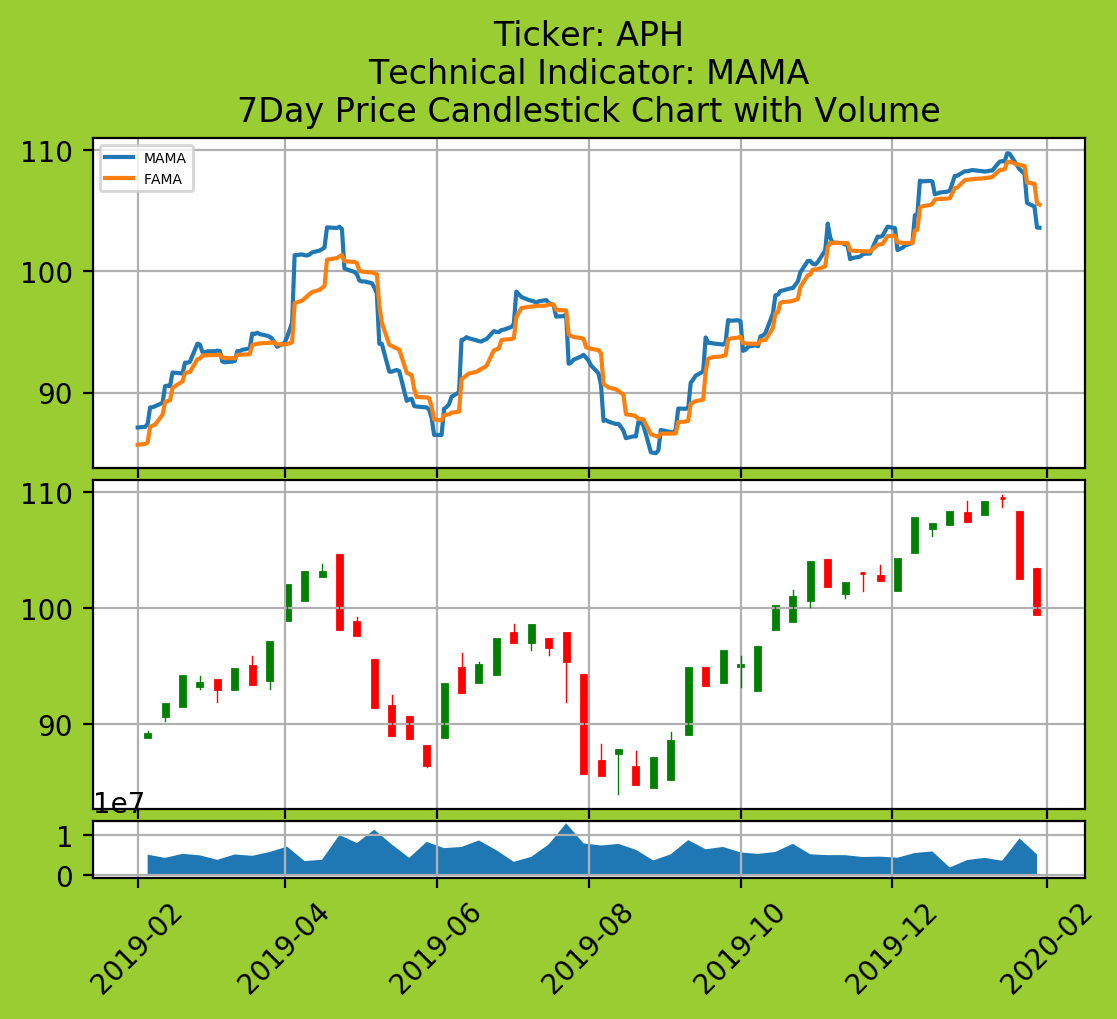 Ticker: APH
Technical Indicator: MAMA
7Day Price Candlestick Chart with Volume
110
100
90
MAMA
FAMA
110
100
90
1e7
1
0
2019-02
2019-04
2019-06
2019-08
2019-10
2019-12
2020-02